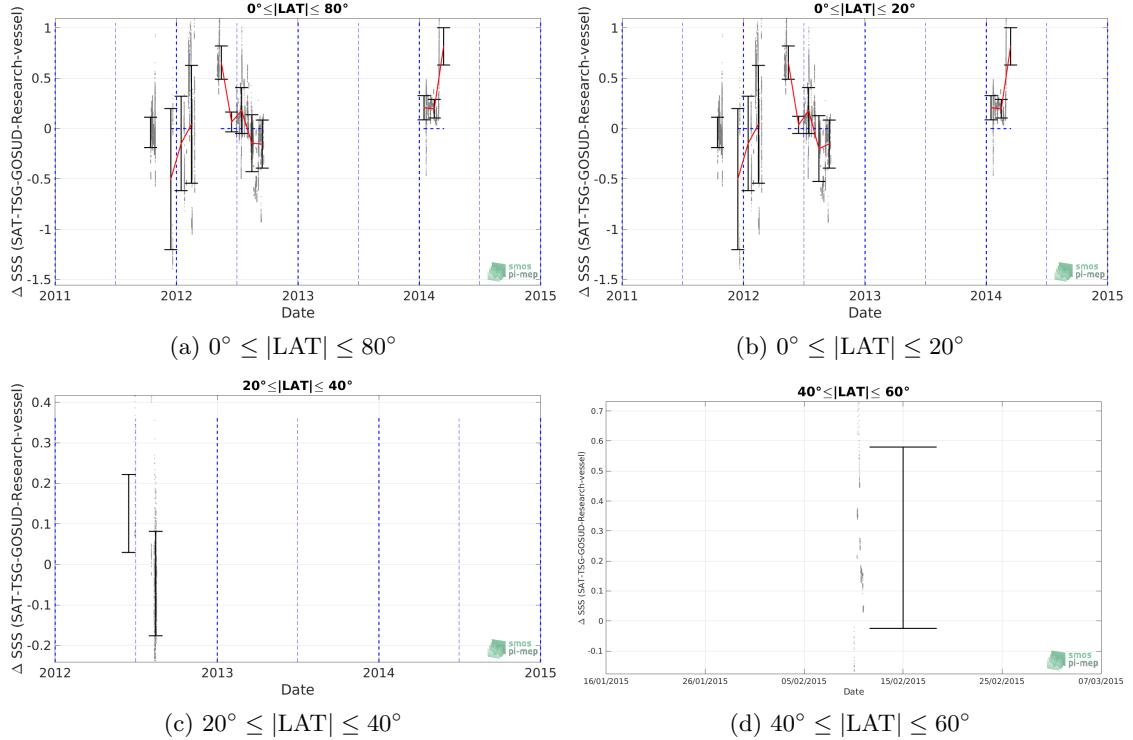 0°≤|LAT|≤ 80°
Δ SSS (SAT-TSG-GOSUD-Research-vessel)
1
0.5
0
-0.5
-1
-1.5
2011 2012 2013 2014 2015
Date
smos
pi-mep
(a) 0° ≤ |LAT| ≤ 80°
0°≤|LAT|≤ 20°
Δ SSS (SAT-TSG-GOSUD-Research-vessel)
1
0.5
0
-0.5
-1
-1.5
2011 2012 2013 2014 2015
Date
smos
pi-mep
(b) 0° ≤ |LAT| ≤ 20°
20°≤|LAT|≤ 40°
Δ SSS (SAT-TSG-GOSUD-Research-vessel)
0.4
0.3
0.2
0.1
0
-0.1
-0.2
2012 2013 2014 2015
Date
smos
pi-mep
(c) 20° ≤ |LAT| ≤ 40°
40°≤|LAT|≤ 60°
Δ SSS (SAT-TSG-GOSUD-Research-vessel)
0.7
0.6
0.5
0.4
0.3
0.2
0.1
0
-0.1
16/01/2015 26/01/2015 05/02/2015 15/02/2015 25/02/2015 07/03/2015
Date
smos
pi-mep
(d) 40° ≤ |LAT| ≤ 60°